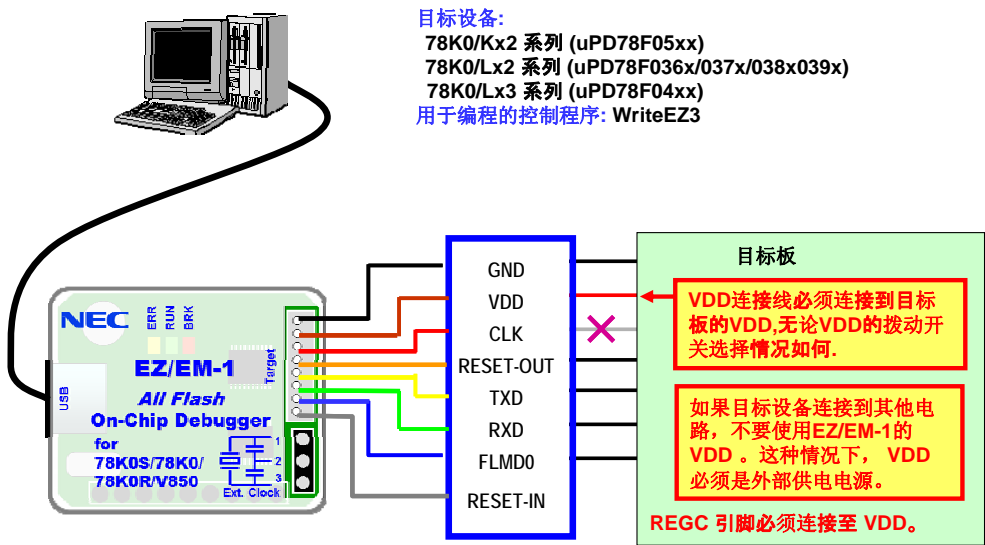 目标设备:
78K0/Kx2 系列 (uPD78F05xx)
78K0/Lx2 系列 (uPD78F036x/037x/038x039x)
78K0/Lx3 系列 (uPD78F04xx)
用于编程的控制程序: WriteEZ3
NEC
ERR
RUN
BRK
EZ/EM-1
Target
USB
All Flash
On-Chip Debugger
for
78K0S/78K0/
78K0R/V850
1
2
3
Ext. Clock
GND
VDD
CLK
RESET-OUT
TXD
RXD
FLMD0
RESET-IN
目标板
VDD连接线必须连接到目标
板的VDD,无论VDD的拨动开
关选择情况如何.
如果目标设备连接到其他电
路，不要使用EZ/EM-1的
VDD 。这种情况下， VDD
必须是外部供电电源。
REGC 引脚必须连接至 VDD。